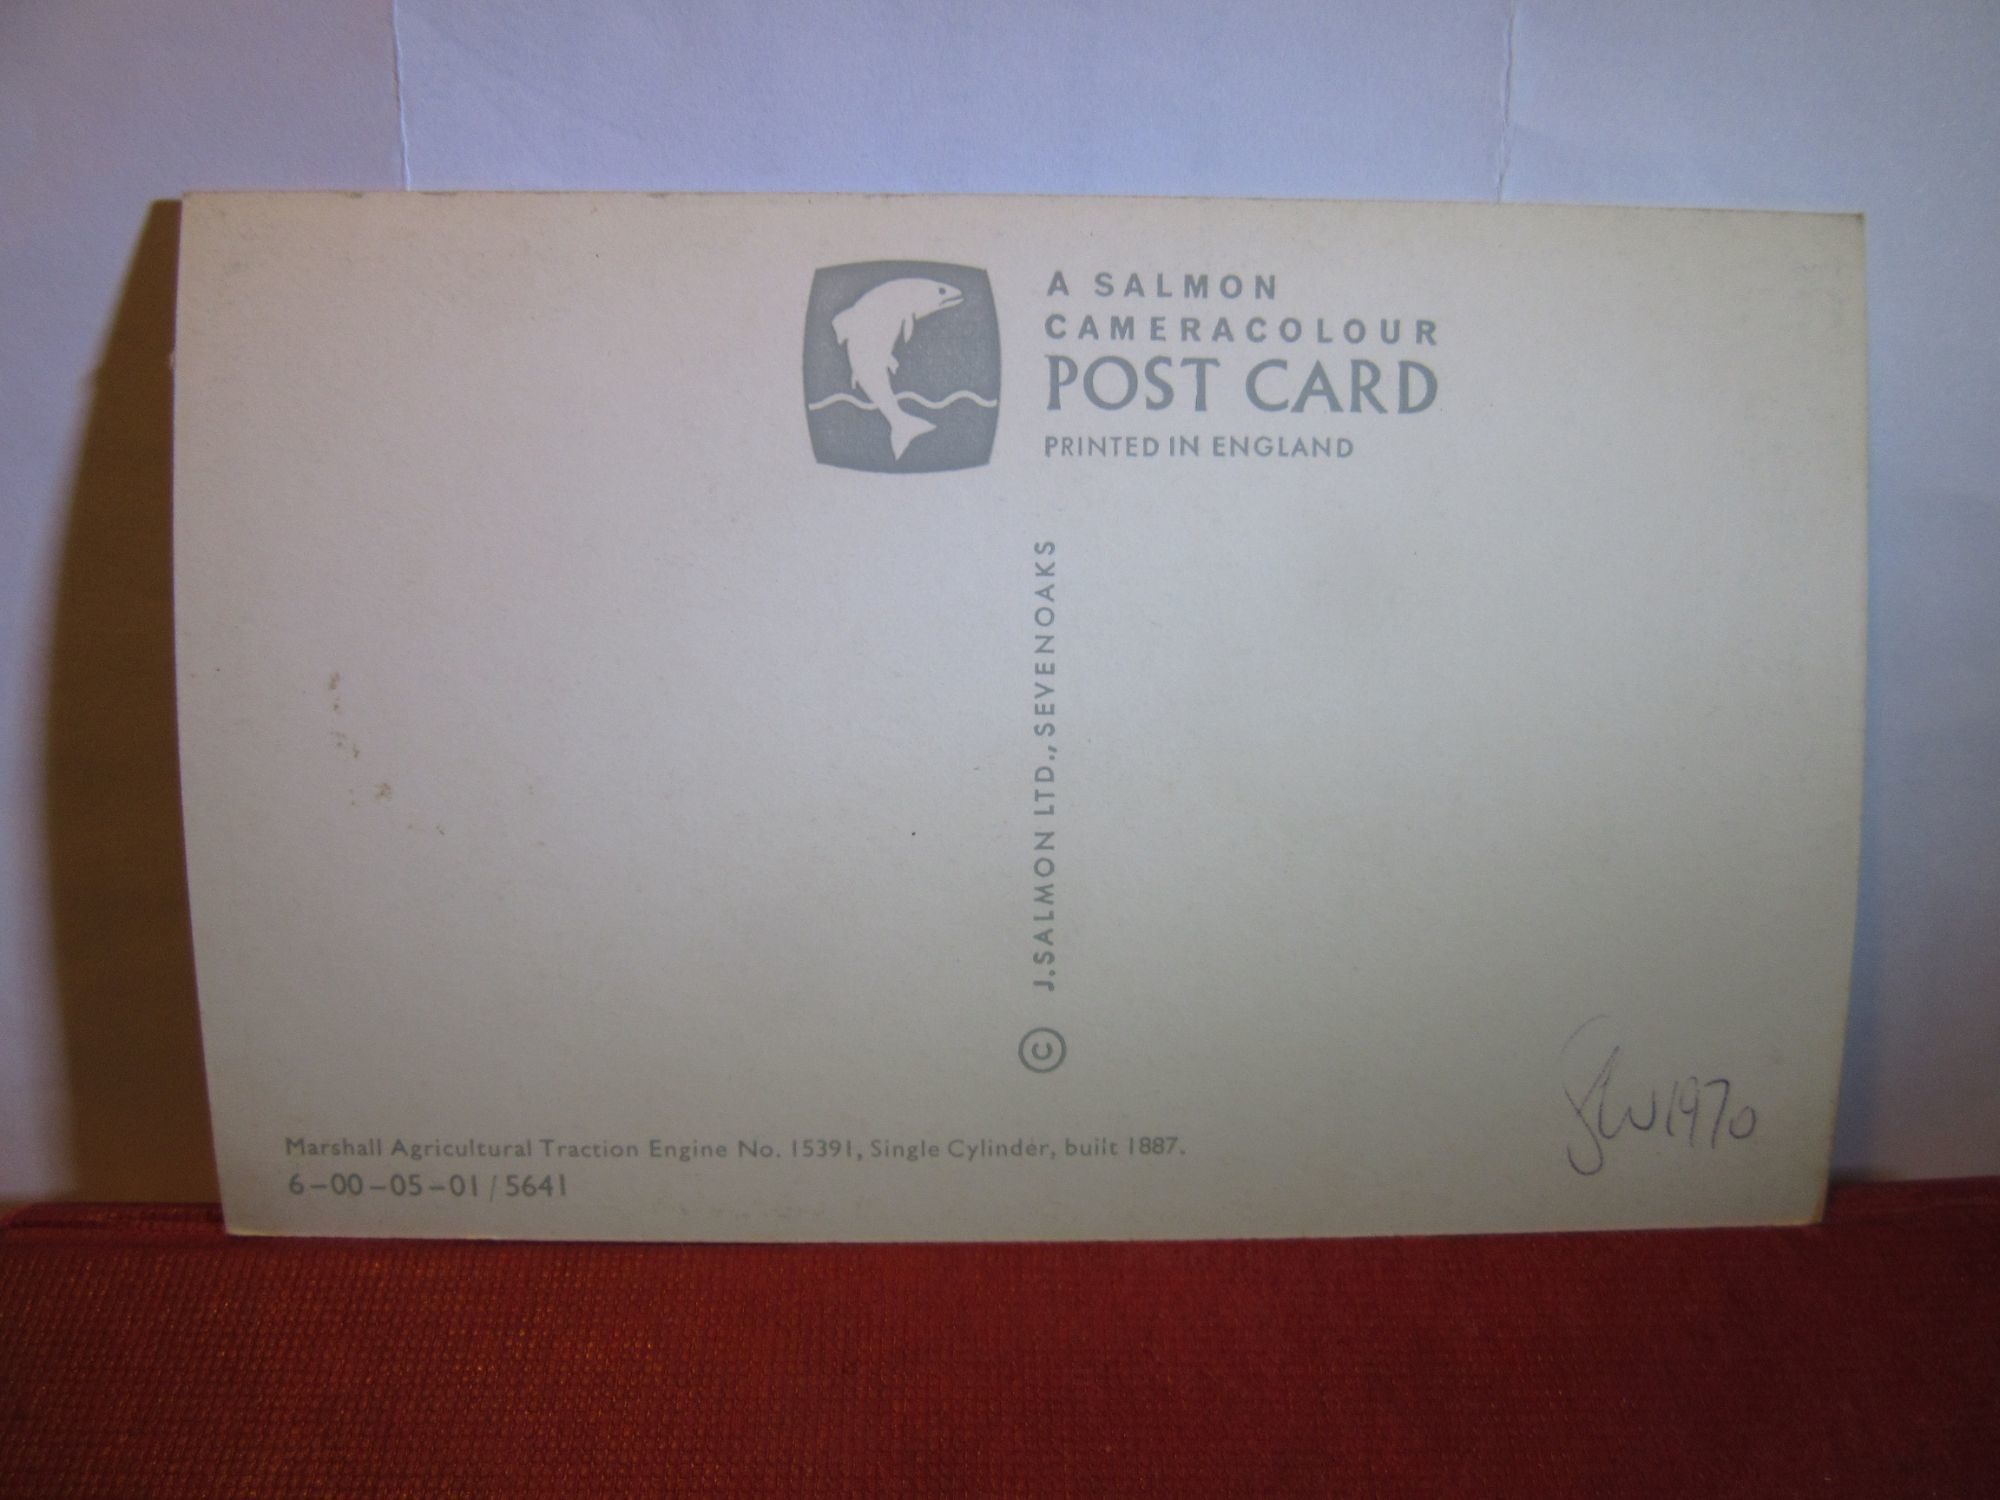 A SALMON
CAMERACOLOUR
POST CARD
PRINTED IN ENGLAND
© J. SALMON LTD., SEVENOAKS
Marshall Agricultural Traction Engine No. 15391, Single Cylinder, built 1887.
6-00-05-01/5641
1970